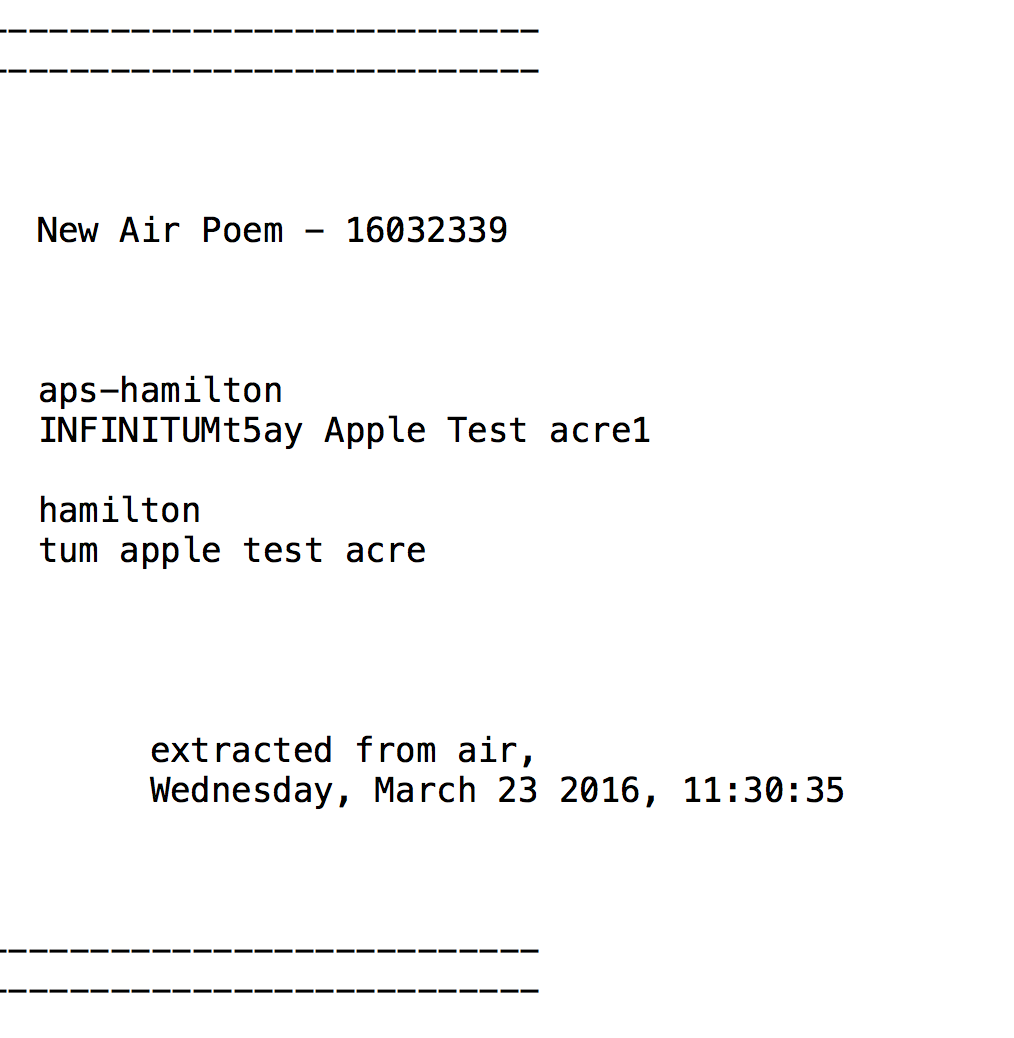 ---------------------------
---------------------------
New Air Poem - 16032339
aps-hamilton
INFINITUMt5ay Apple Test acre1
hamilton
tum apple test acre
extracted from air,
Wednesday, March 23 2016, 11:30:35
---------------------------
---------------------------